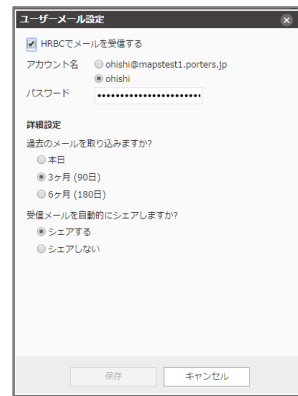 ユーザーメール設定
HRBCでメールを受信する
アカウント名 ohishi@mapstest1.porters.jp
ohishi
パスワード ••••••••••••••••••••••
詳細設定
過去のメールを取り込みますか?
本日
3ヶ月 (90日)
6ヶ月 (180日)
受信メールを自動的にシェアしますか?
シェアする
シェアしない
保存 キャンセル